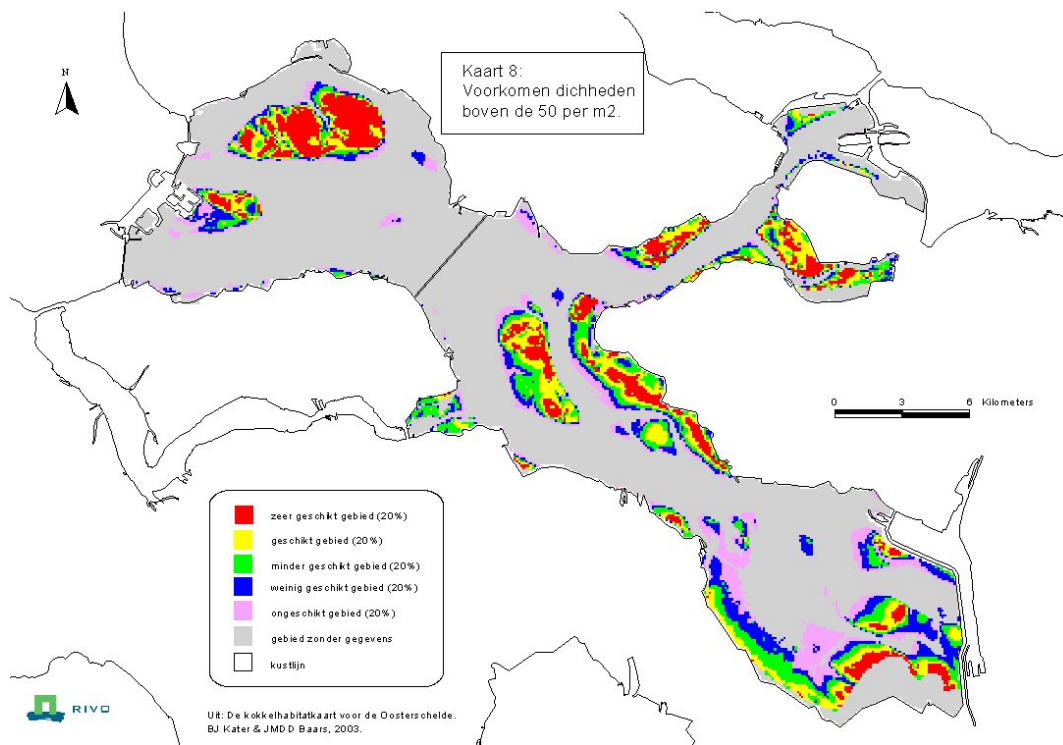 Kaart 8:
Voorkomen dichheden
boven de 50 per m2.
N
0 3 6 Kilometers
zeer geschikt gebied (20%)
geschikt gebied (20%)
minder geschikt gebied (20%)
weinig geschikt gebied (20%)
ongeschikt gebied (20%)
gebied zonder gegevens
kustlijn
RIVO
Uit: De kokkelhabitatkaart voor de Oosterschelde.
BJ Kater & JMDD Baars, 2003.